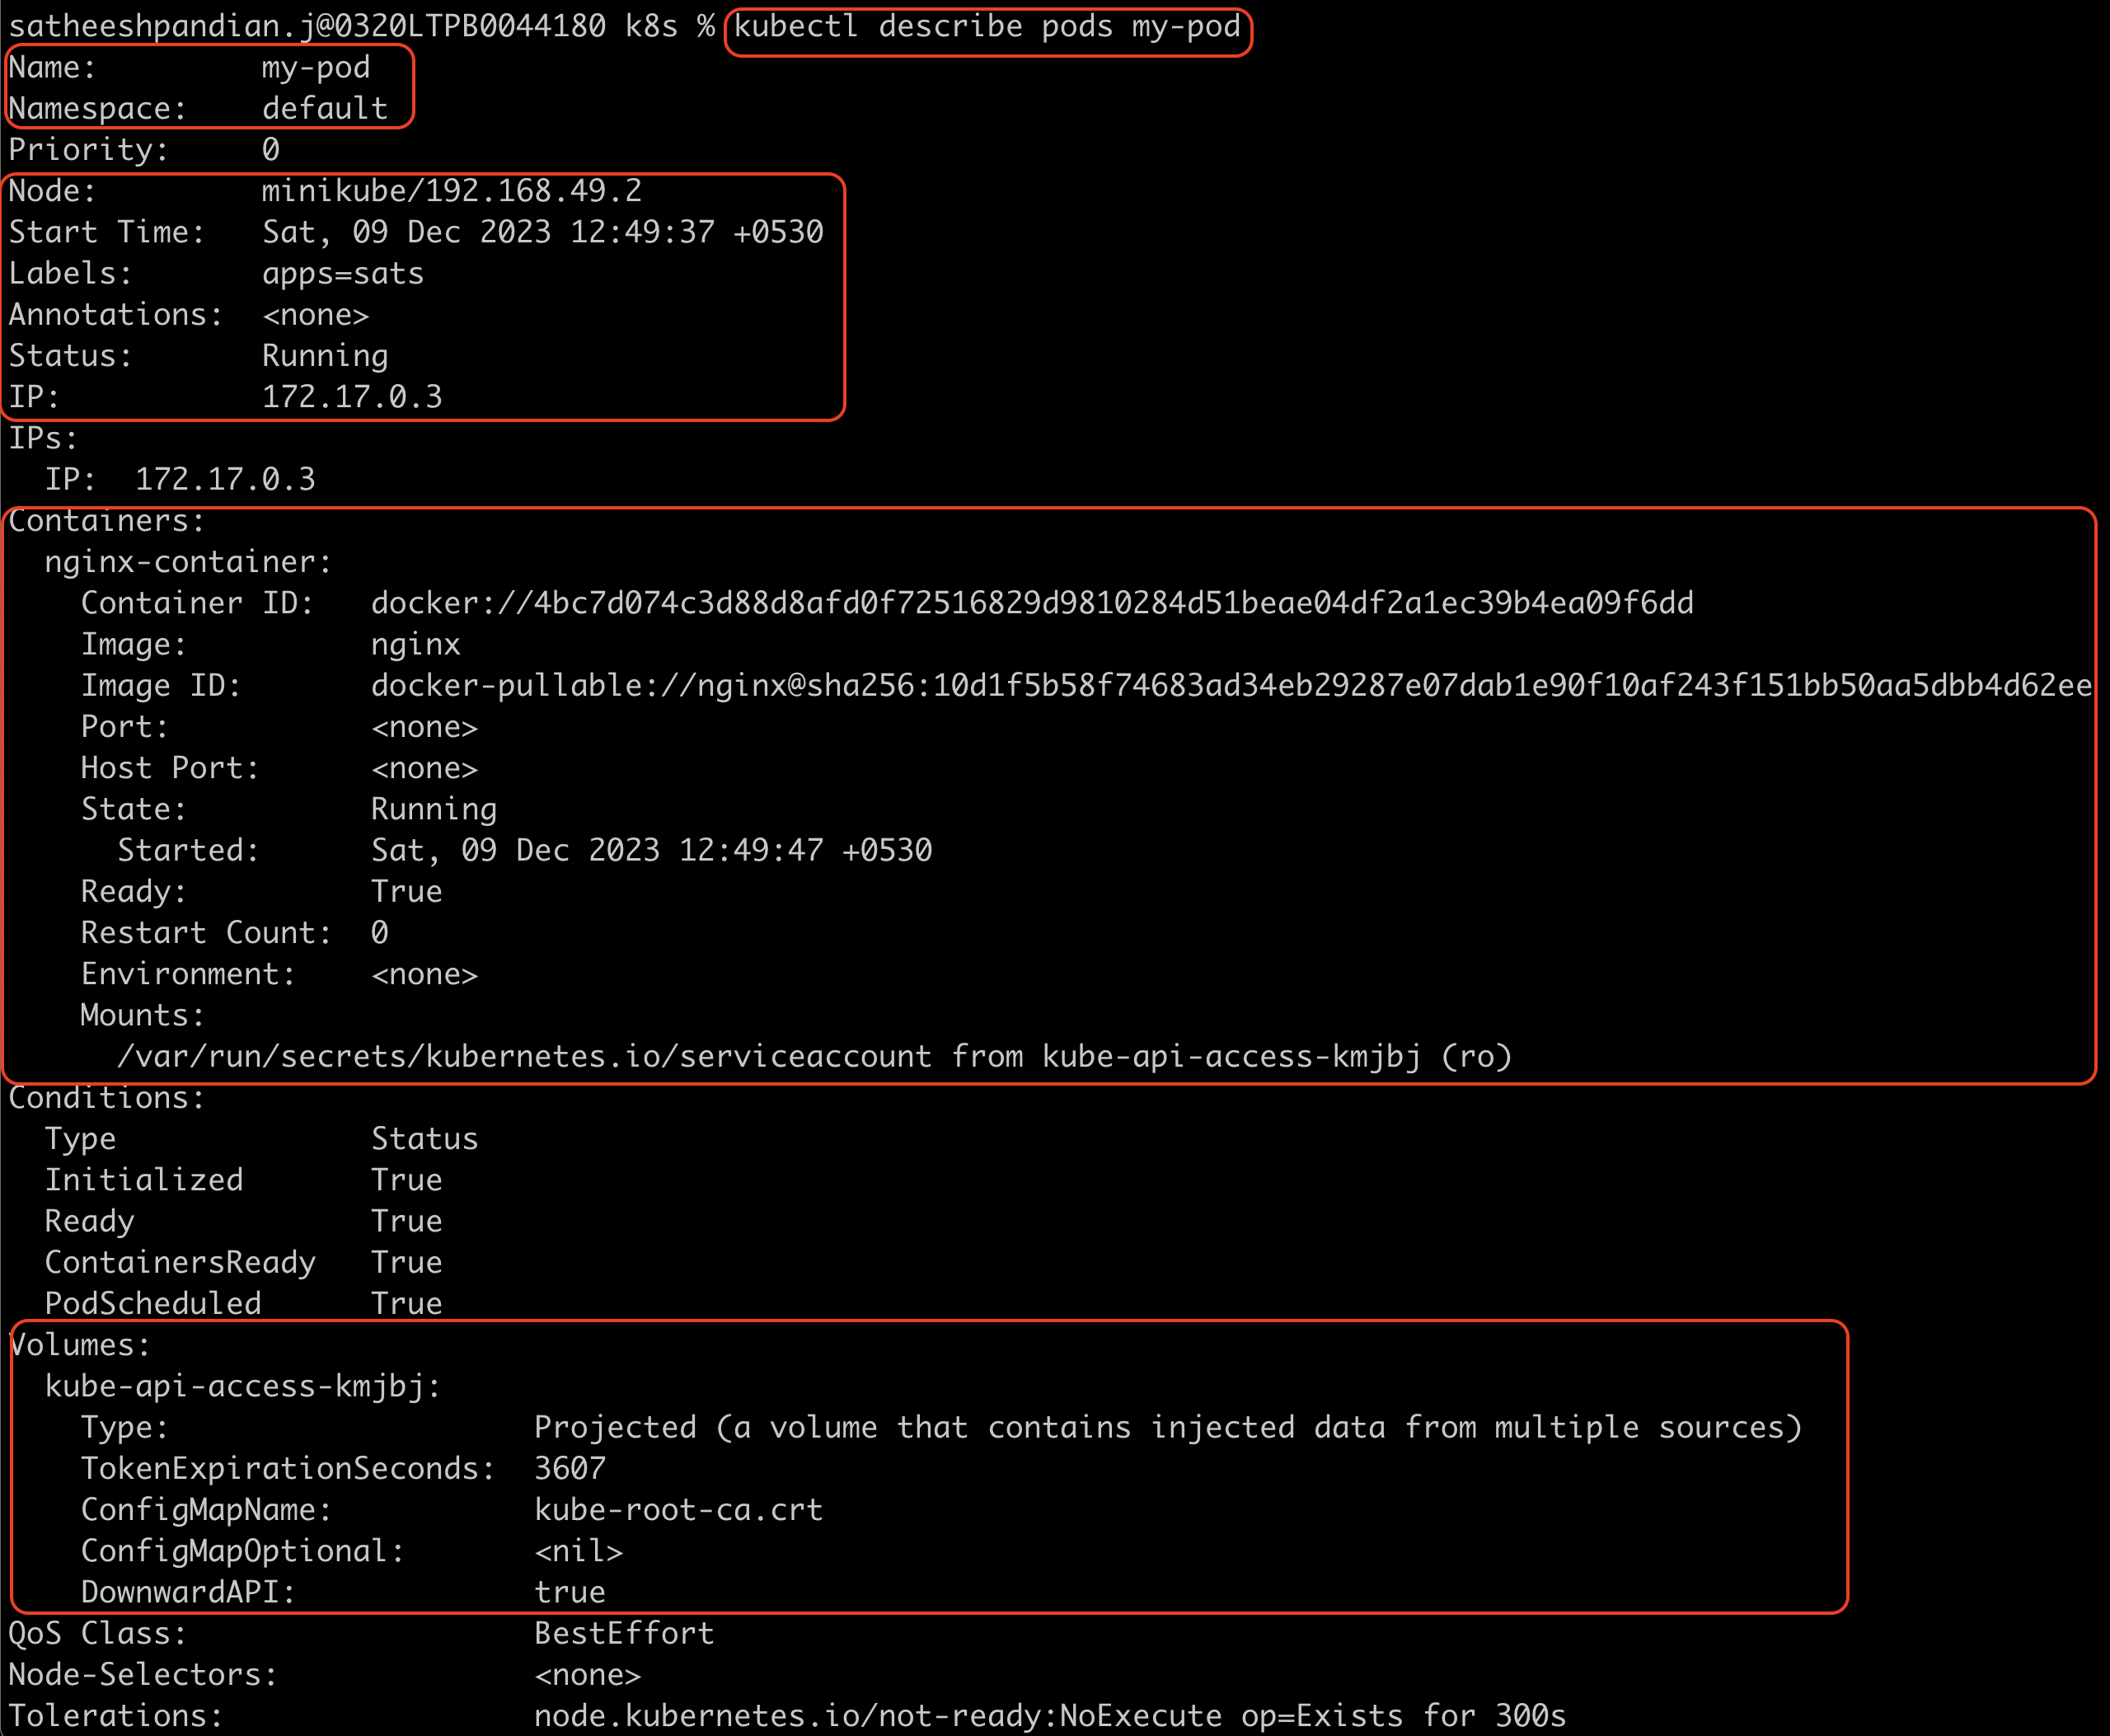 satheeshpandian.j@0320LTPB0044180 k8s % kubectl describe pods my-pod
Name:         my-pod
Namespace:    default
Priority:     0
Node:         minikube/192.168.49.2
Start Time:   Sat, 09 Dec 2023 12:49:37 +0530
Labels:       apps=sats
Annotations:  <none>
Status:       Running
IP:           172.17.0.3
IPs:
  IP:  172.17.0.3
Containers:
  nginx-container:
    Container ID:   docker://4bc7d074c3d88d8afd0f72516829d9810284d51beae04df2a1ec39b4ea09f6dd
    Image:          nginx
    Image ID:       docker-pullable://nginx@sha256:10d1f5b58f74683ad34eb29287e07dab1e90f10af243f151bb50aa5dbb4d62ee
    Port:           <none>
    Host Port:      <none>
    State:          Running
      Started:      Sat, 09 Dec 2023 12:49:47 +0530
    Ready:          True
    Restart Count:  0
    Environment:    <none>
    Mounts:
      /var/run/secrets/kubernetes.io/serviceaccount from kube-api-access-kmjbj (ro)
Conditions:
  Type              Status
  Initialized       True
  Ready             True
  ContainersReady   True
  PodScheduled      True
Volumes:
  kube-api-access-kmjbj:
    Type:                    Projected (a volume that contains injected data from multiple sources)
    TokenExpirationSeconds:  3607
    ConfigMapName:           kube-root-ca.crt
    ConfigMapOptional:       <nil>
    DownwardAPI:             true
QoS Class:                   BestEffort
Node-Selectors:              <none>
Tolerations:                 node.kubernetes.io/not-ready:NoExecute op=Exists for 300s